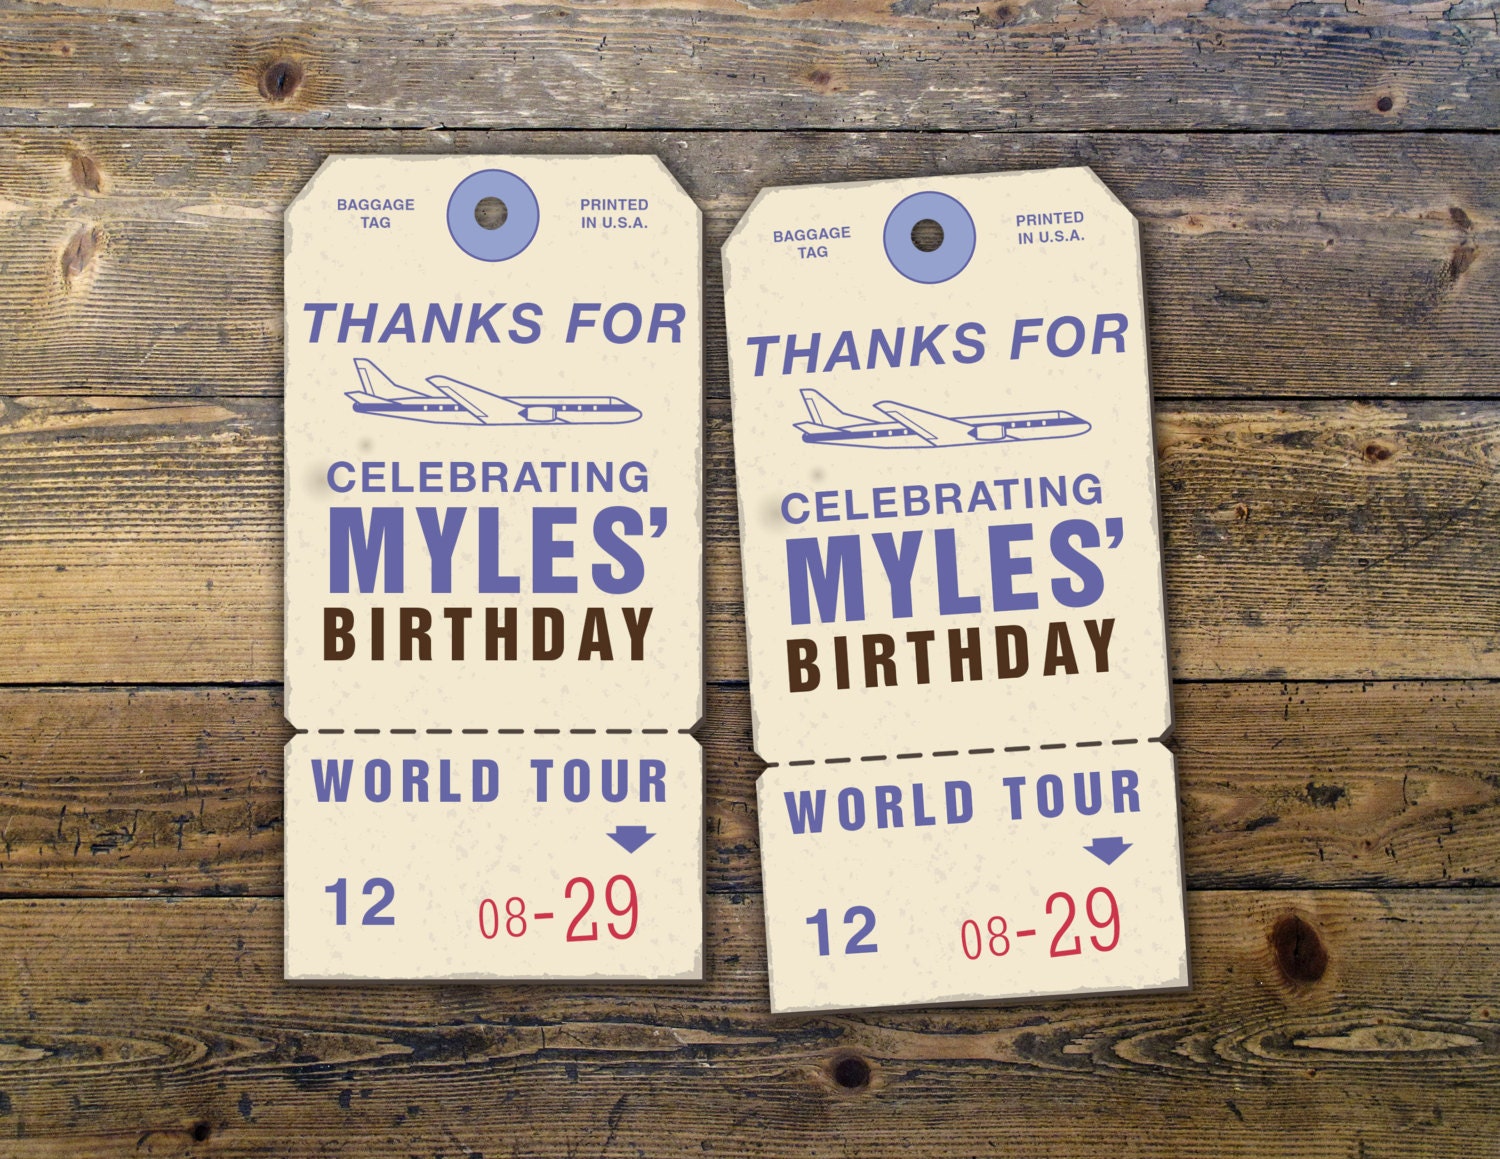 BAGGAGE
TAG
PRINTED
IN U.S.A.
THANKS FOR
CELEBRATING
MYLES’
BIRTHDAY
WORLD TOUR
12 08-29
BAGGAGE
TAG
PRINTED
IN U.S.A.
THANKS FOR
CELEBRATING
MYLES’
BIRTHDAY
WORLD TOUR
12 08-29